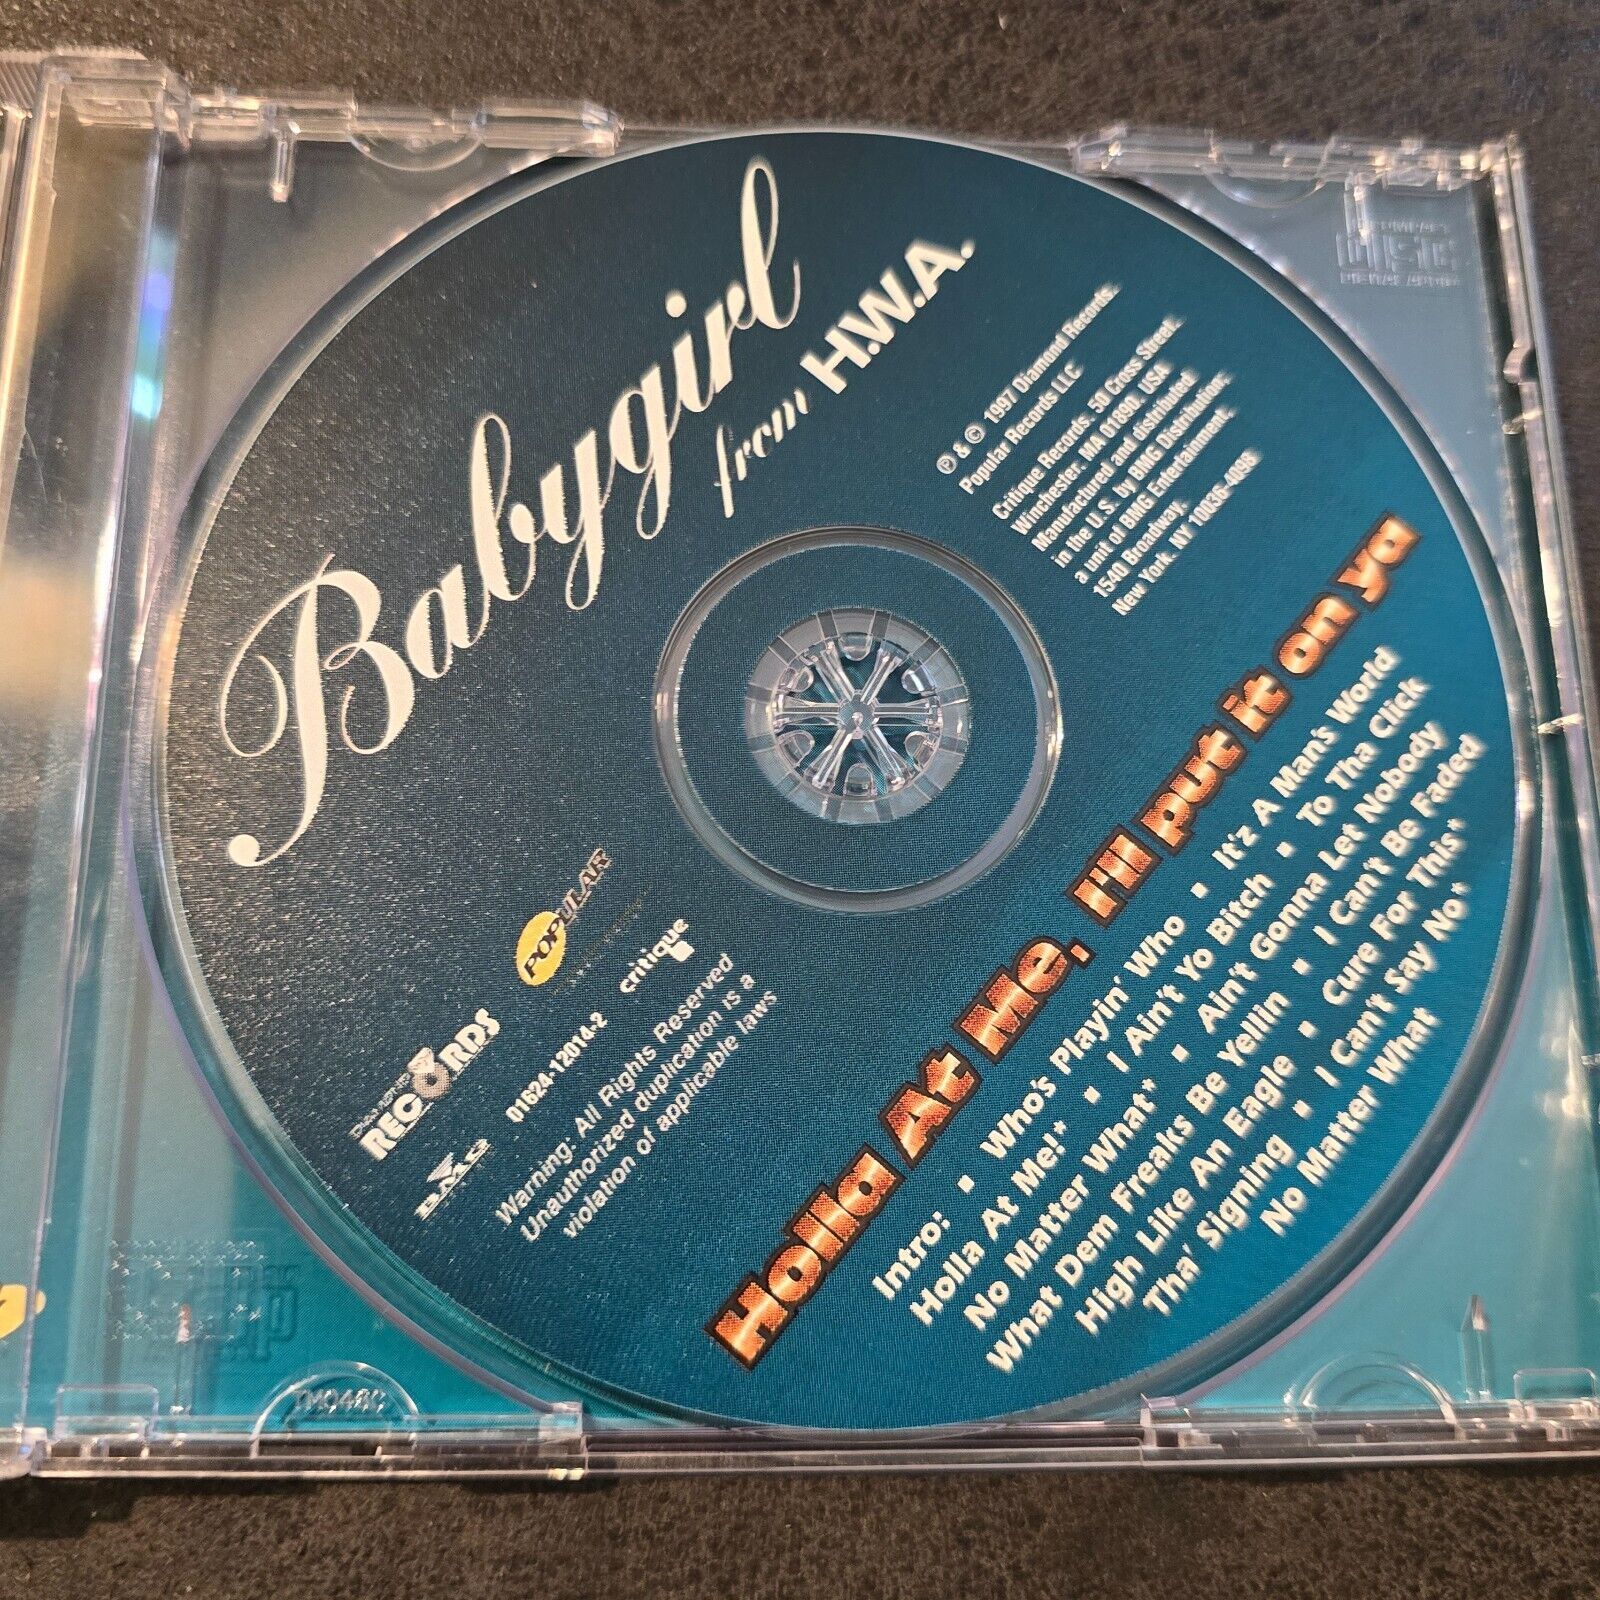 Babygirl
from H.W.A.
℗ & © 1997 Diamond Records.
Popular Records LLC
Critique Records. 50 Cross Street.
Winchester. MA 01890. USA
Manufactured and distributed
in the U.S. by BMG Distribution:
a unit of BMG Entertainment.
1540 Broadway.
New York. NY 10036-4098
COMPACT
DISC
DIGITAL AUDIO
RECORDS
POPULAR
BMG
01624-12014-2
critique
Warning: All Rights Reserved
Unauthorized duplication is a
violation of applicable laws
Holla At Me, I'll put it on ya
Intro: ▪ Who's Playin' Who ▪ It'z A Man's World
Holla At Me!* ▪ I Ain't Yo Bitch ▪ To Tha Click
No Matter What* ▪ Ain't Gonna Let Nobody
What Dem Freaks Be Yellin ▪ I Can't Be Faded
High Like An Eagle ▪ Cure For This*
Tha' Signing ▪ I Can't Say No*
No Matter What
TM048C